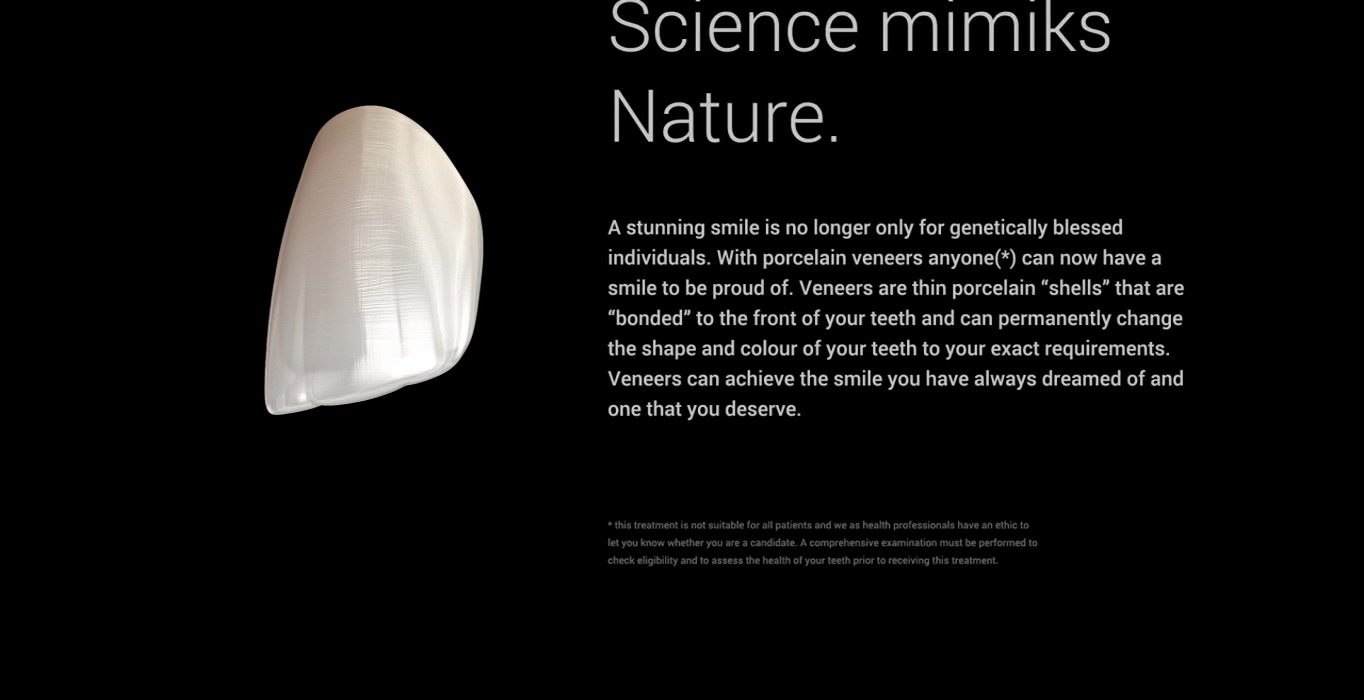 Science mimiks
Nature.
A stunning smile is no longer only for genetically blessed
individuals. With porcelain veneers anyone(*) can now have a
smile to be proud of. Veneers are thin porcelain “shells” that are
“bonded” to the front of your teeth and can permanently change
the shape and colour of your teeth to your exact requirements.
Veneers can achieve the smile you have always dreamed of and
one that you deserve.
* this treatment is not suitable for all patients and we as health professionals have an ethic to
let you know whether you are a candidate. A comprehensive examination must be performed to
check eligibility and to assess the health of your teeth prior to receiving this treatment.